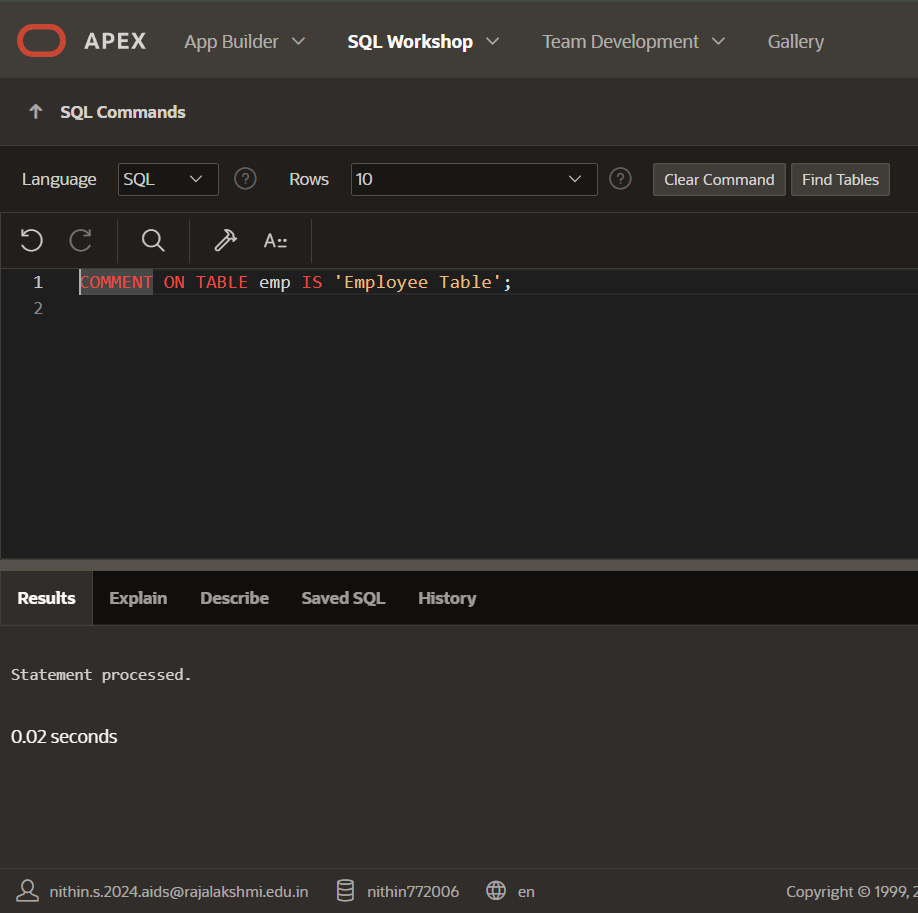 APEX App Builder SQL Workshop Team Development Gallery
SQL Commands
Language SQL ? Rows 10 ? Clear Command Find Tables
A::
1 COMMENT ON TABLE emp IS 'Employee Table';
2
Results Explain Describe Saved SQL History
Statement processed.
0.02 seconds
nithin.s.2024.aids@rajalakshmi.edu.in nithin772006 en Copyright © 1999,